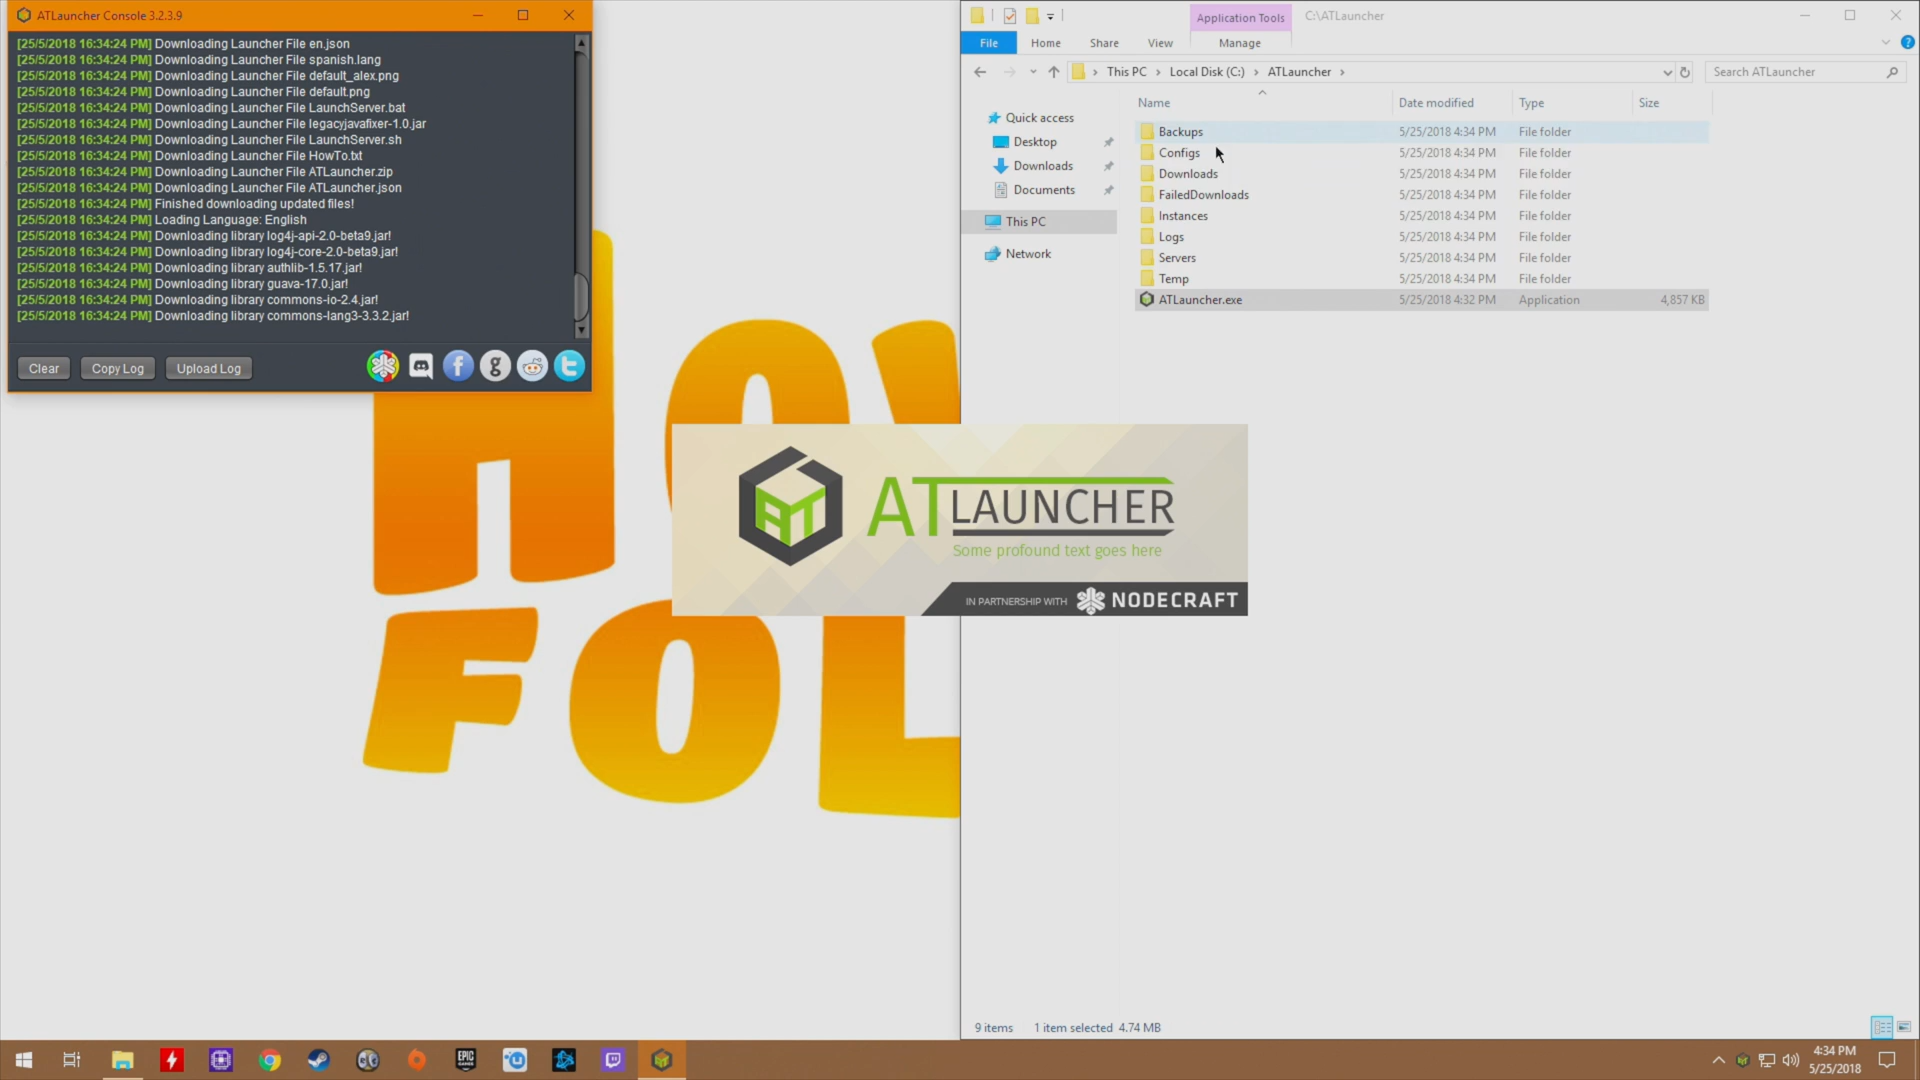 ATLauncher Console 3.2.3.9
[25/5/2018 16:34:24 PM] Downloading Launcher File en.json
[25/5/2018 16:34:24 PM] Downloading Launcher File spanish.lang
[25/5/2018 16:34:24 PM] Downloading Launcher File default_alex.png
[25/5/2018 16:34:24 PM] Downloading Launcher File default.png
[25/5/2018 16:34:24 PM] Downloading Launcher File LaunchServer.bat
[25/5/2018 16:34:24 PM] Downloading Launcher File legacyjavafixer-1.0.jar
[25/5/2018 16:34:24 PM] Downloading Launcher File LaunchServer.sh
[25/5/2018 16:34:24 PM] Downloading Launcher File HowTo.txt
[25/5/2018 16:34:24 PM] Downloading Launcher File ATLauncher.zip
[25/5/2018 16:34:24 PM] Downloading Launcher File ATLauncher.json
[25/5/2018 16:34:24 PM] Finished downloading updated files!
[25/5/2018 16:34:24 PM] Loading Language: English
[25/5/2018 16:34:24 PM] Downloading library log4j-api-2.0-beta9.jar!
[25/5/2018 16:34:24 PM] Downloading library log4j-core-2.0-beta9.jar!
[25/5/2018 16:34:24 PM] Downloading library authlib-1.5.17.jar!
[25/5/2018 16:34:24 PM] Downloading library guava-17.0.jar!
[25/5/2018 16:34:24 PM] Downloading library commons-io-2.4.jar!
[25/5/2018 16:34:24 PM] Downloading library commons-lang3-3.3.2.jar!
Clear Copy Log Upload Log
Application Tools C:\ATLauncher
File Home Share View Manage
This PC Local Disk (C:) ATLauncher Search ATLauncher
Name Date modified Type Size
Quick access
Desktop
Downloads
Documents
This PC
Network
Backups 5/25/2018 4:34 PM File folder
Configs 5/25/2018 4:34 PM File folder
Downloads 5/25/2018 4:34 PM File folder
FailedDownloads 5/25/2018 4:34 PM File folder
Instances 5/25/2018 4:34 PM File folder
Logs 5/25/2018 4:34 PM File folder
Servers 5/25/2018 4:34 PM File folder
Temp 5/25/2018 4:34 PM File folder
ATLauncher.exe 5/25/2018 4:32 PM Application 4,857 KB
AT
ATLAUNCHER
Some profound text goes here
IN PARTNERSHIP WITH NODECRAFT
FOL
9 items 1 item selected 4.74 MB
EPIC GAMES
4:34 PM
5/25/2018